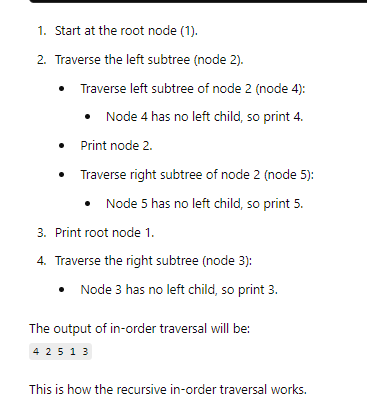 1. Start at the root node (1).
2. Traverse the left subtree (node 2).
• Traverse left subtree of node 2 (node 4):
• Node 4 has no left child, so print 4.
• Print node 2.
• Traverse right subtree of node 2 (node 5):
• Node 5 has no left child, so print 5.
3. Print root node 1.
4. Traverse the right subtree (node 3):
• Node 3 has no left child, so print 3.
The output of in-order traversal will be:
4 2 5 1 3
This is how the recursive in-order traversal works.